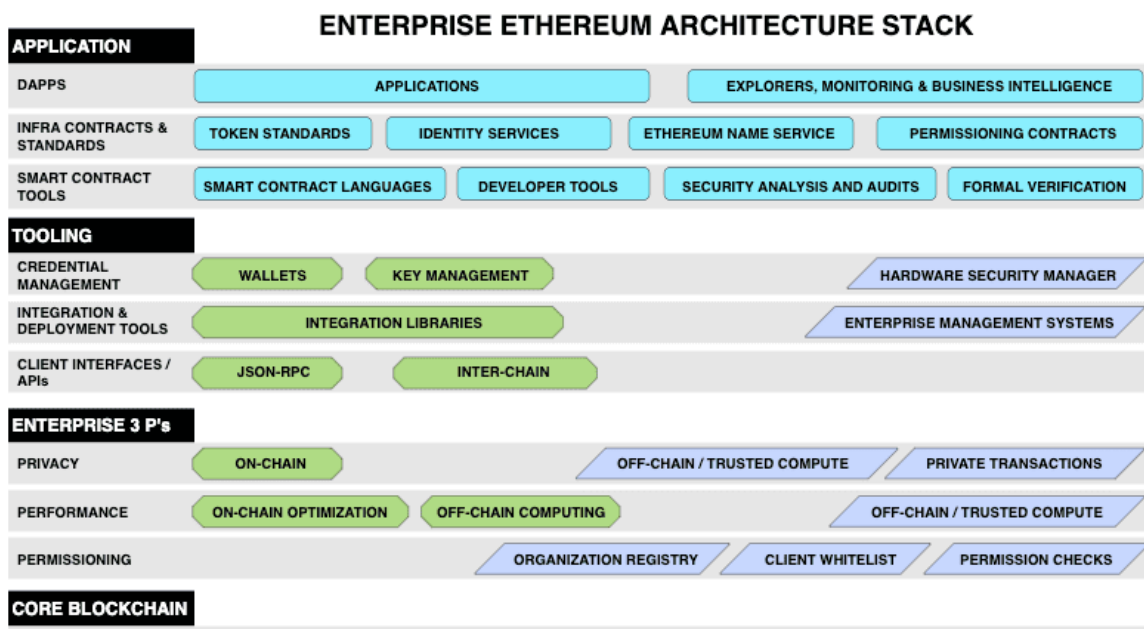 ENTERPRISE ETHEREUM ARCHITECTURE STACK
APPLICATION
DAPPS
APPLICATIONS
EXPLORERS, MONITORING & BUSINESS INTELLIGENCE
INFRA CONTRACTS &
STANDARDS
TOKEN STANDARDS
IDENTITY SERVICES
ETHEREUM NAME SERVICE
PERMISSIONING CONTRACTS
SMART CONTRACT
TOOLS
SMART CONTRACT LANGUAGES
DEVELOPER TOOLS
SECURITY ANALYSIS AND AUDITS
FORMAL VERIFICATION
TOOLING
CREDENTIAL
MANAGEMENT
WALLETS
KEY MANAGEMENT
HARDWARE SECURITY MANAGER
INTEGRATION &
DEPLOYMENT TOOLS
INTEGRATION LIBRARIES
ENTERPRISE MANAGEMENT SYSTEMS
CLIENT INTERFACES /
APIs
JSON-RPC
INTER-CHAIN
ENTERPRISE 3 P's
PRIVACY
ON-CHAIN
OFF-CHAIN / TRUSTED COMPUTE
PRIVATE TRANSACTIONS
PERFORMANCE
ON-CHAIN OPTIMIZATION
OFF-CHAIN COMPUTING
OFF-CHAIN / TRUSTED COMPUTE
PERMISSIONING
ORGANIZATION REGISTRY
CLIENT WHITELIST
PERMISSION CHECKS
CORE BLOCKCHAIN